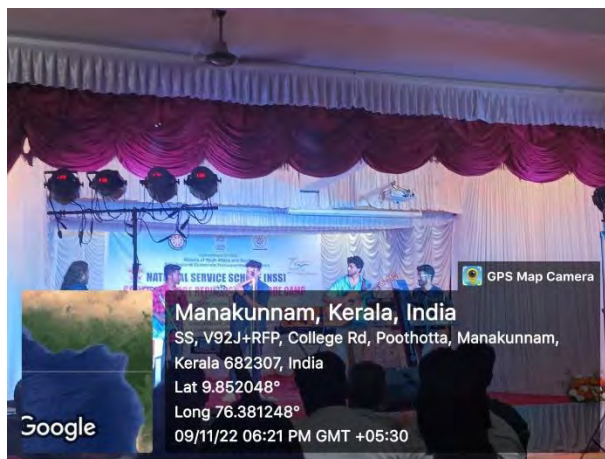 NATIONAL SERVICE SCHEME (NSS)
GPS Map Camera
Manakunnam, Kerala, India
SS, V92J+RFP, College Rd, Poothotta, Manakunnam,
Kerala 682307, India
Lat 9.852048°
Long 76.381248°
09/11/22 06:21 PM GMT +05:30
Google